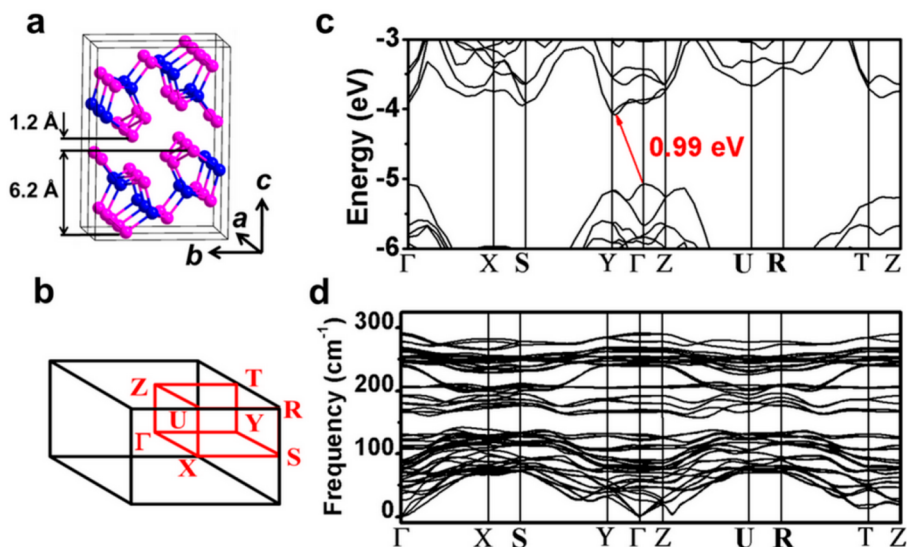 a
1.2 Å
6.2 Å
c
a
b
b
Z
T
R
U
Y
Γ
X
S
c
Energy (eV)
-3
-4
-5
-6
0.99 eV
Γ X S Y Γ Z U R T Z
d
Frequency (cm⁻¹)
300
200
100
0
Γ X S Y Γ Z U R T Z